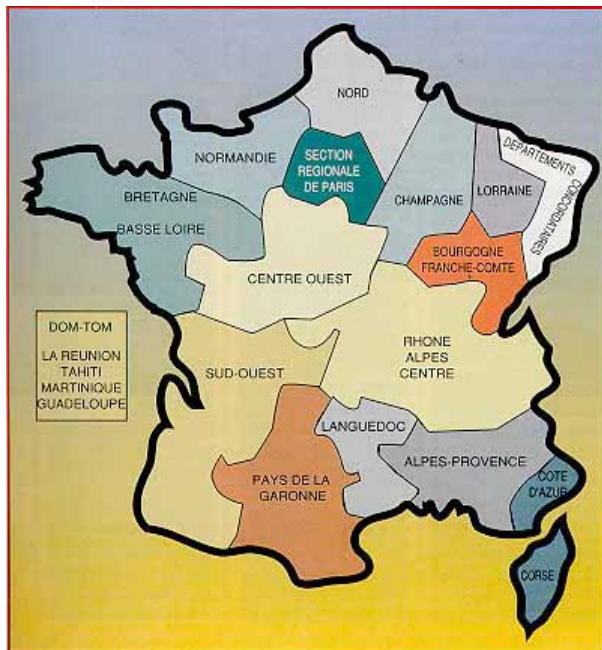 NORD
NORMANDIE
SECTION
REGIONALE
DE PARIS
DEPARTEMENTS
CONCORDATAIRES
LORRAINE
CHAMPAGNE
BRETAGNE
BASSE LOIRE
BOURGOGNE
FRANCHE-COMTE
CENTRE OUEST
DOM-TOM
LA REUNION
TAHITI
MARTINIQUE
GUADELOUPE
SUD-OUEST
RHONE
ALPES
CENTRE
LANGUEDOC
ALPES-PROVENCE
PAYS DE LA
GARONNE
COTE
D'AZUR
CORSE